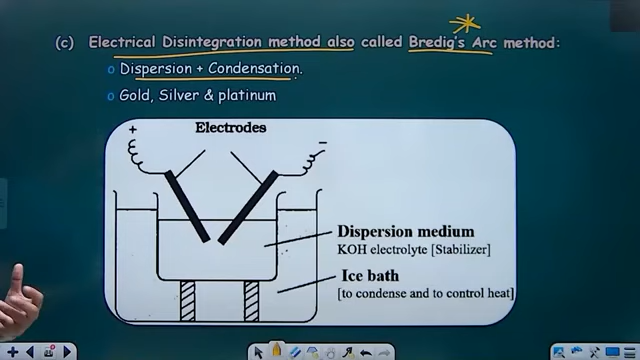 (c) Electrical Disintegration method also called Bredig's Arc method:
o Dispersion + Condensation.
o Gold, Silver & platinum
+
Electrodes
-
Dispersion medium
KOH electrolyte [Stabilizer]
Ice bath
[to condense and to control heat]